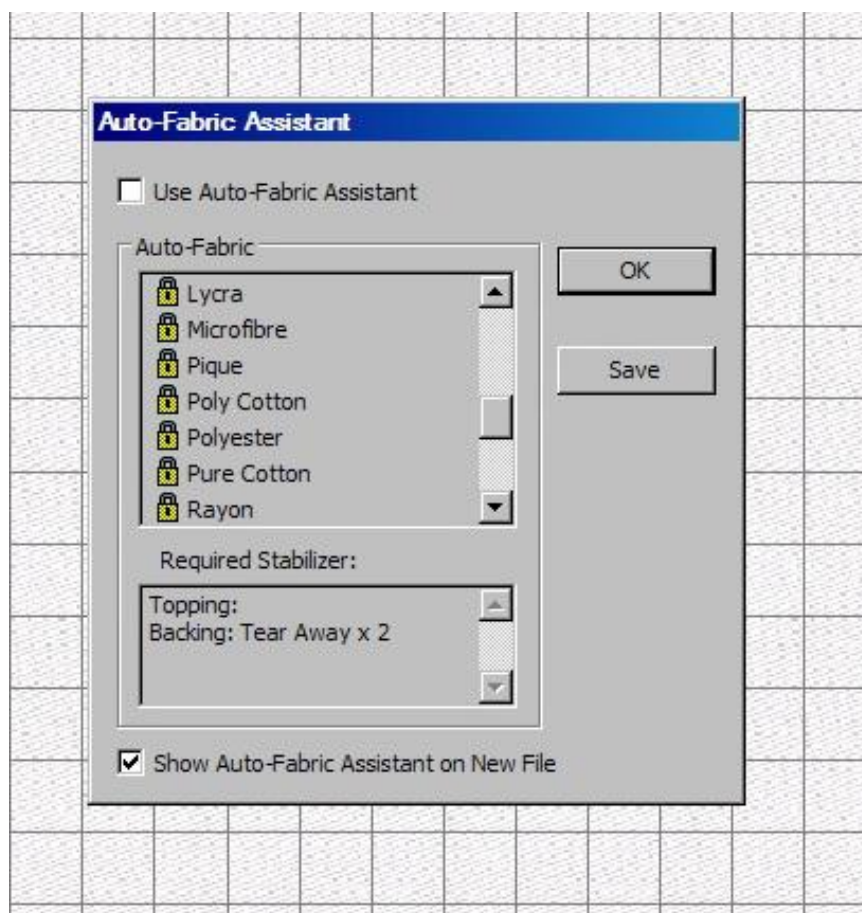 Auto-Fabric Assistant
Use Auto-Fabric Assistant
Auto-Fabric
Lycra
Microfibre
Pique
Poly Cotton
Polyester
Pure Cotton
Rayon
OK
Save
Required Stabilizer:
Topping:
Backing: Tear Away x 2
Show Auto-Fabric Assistant on New File